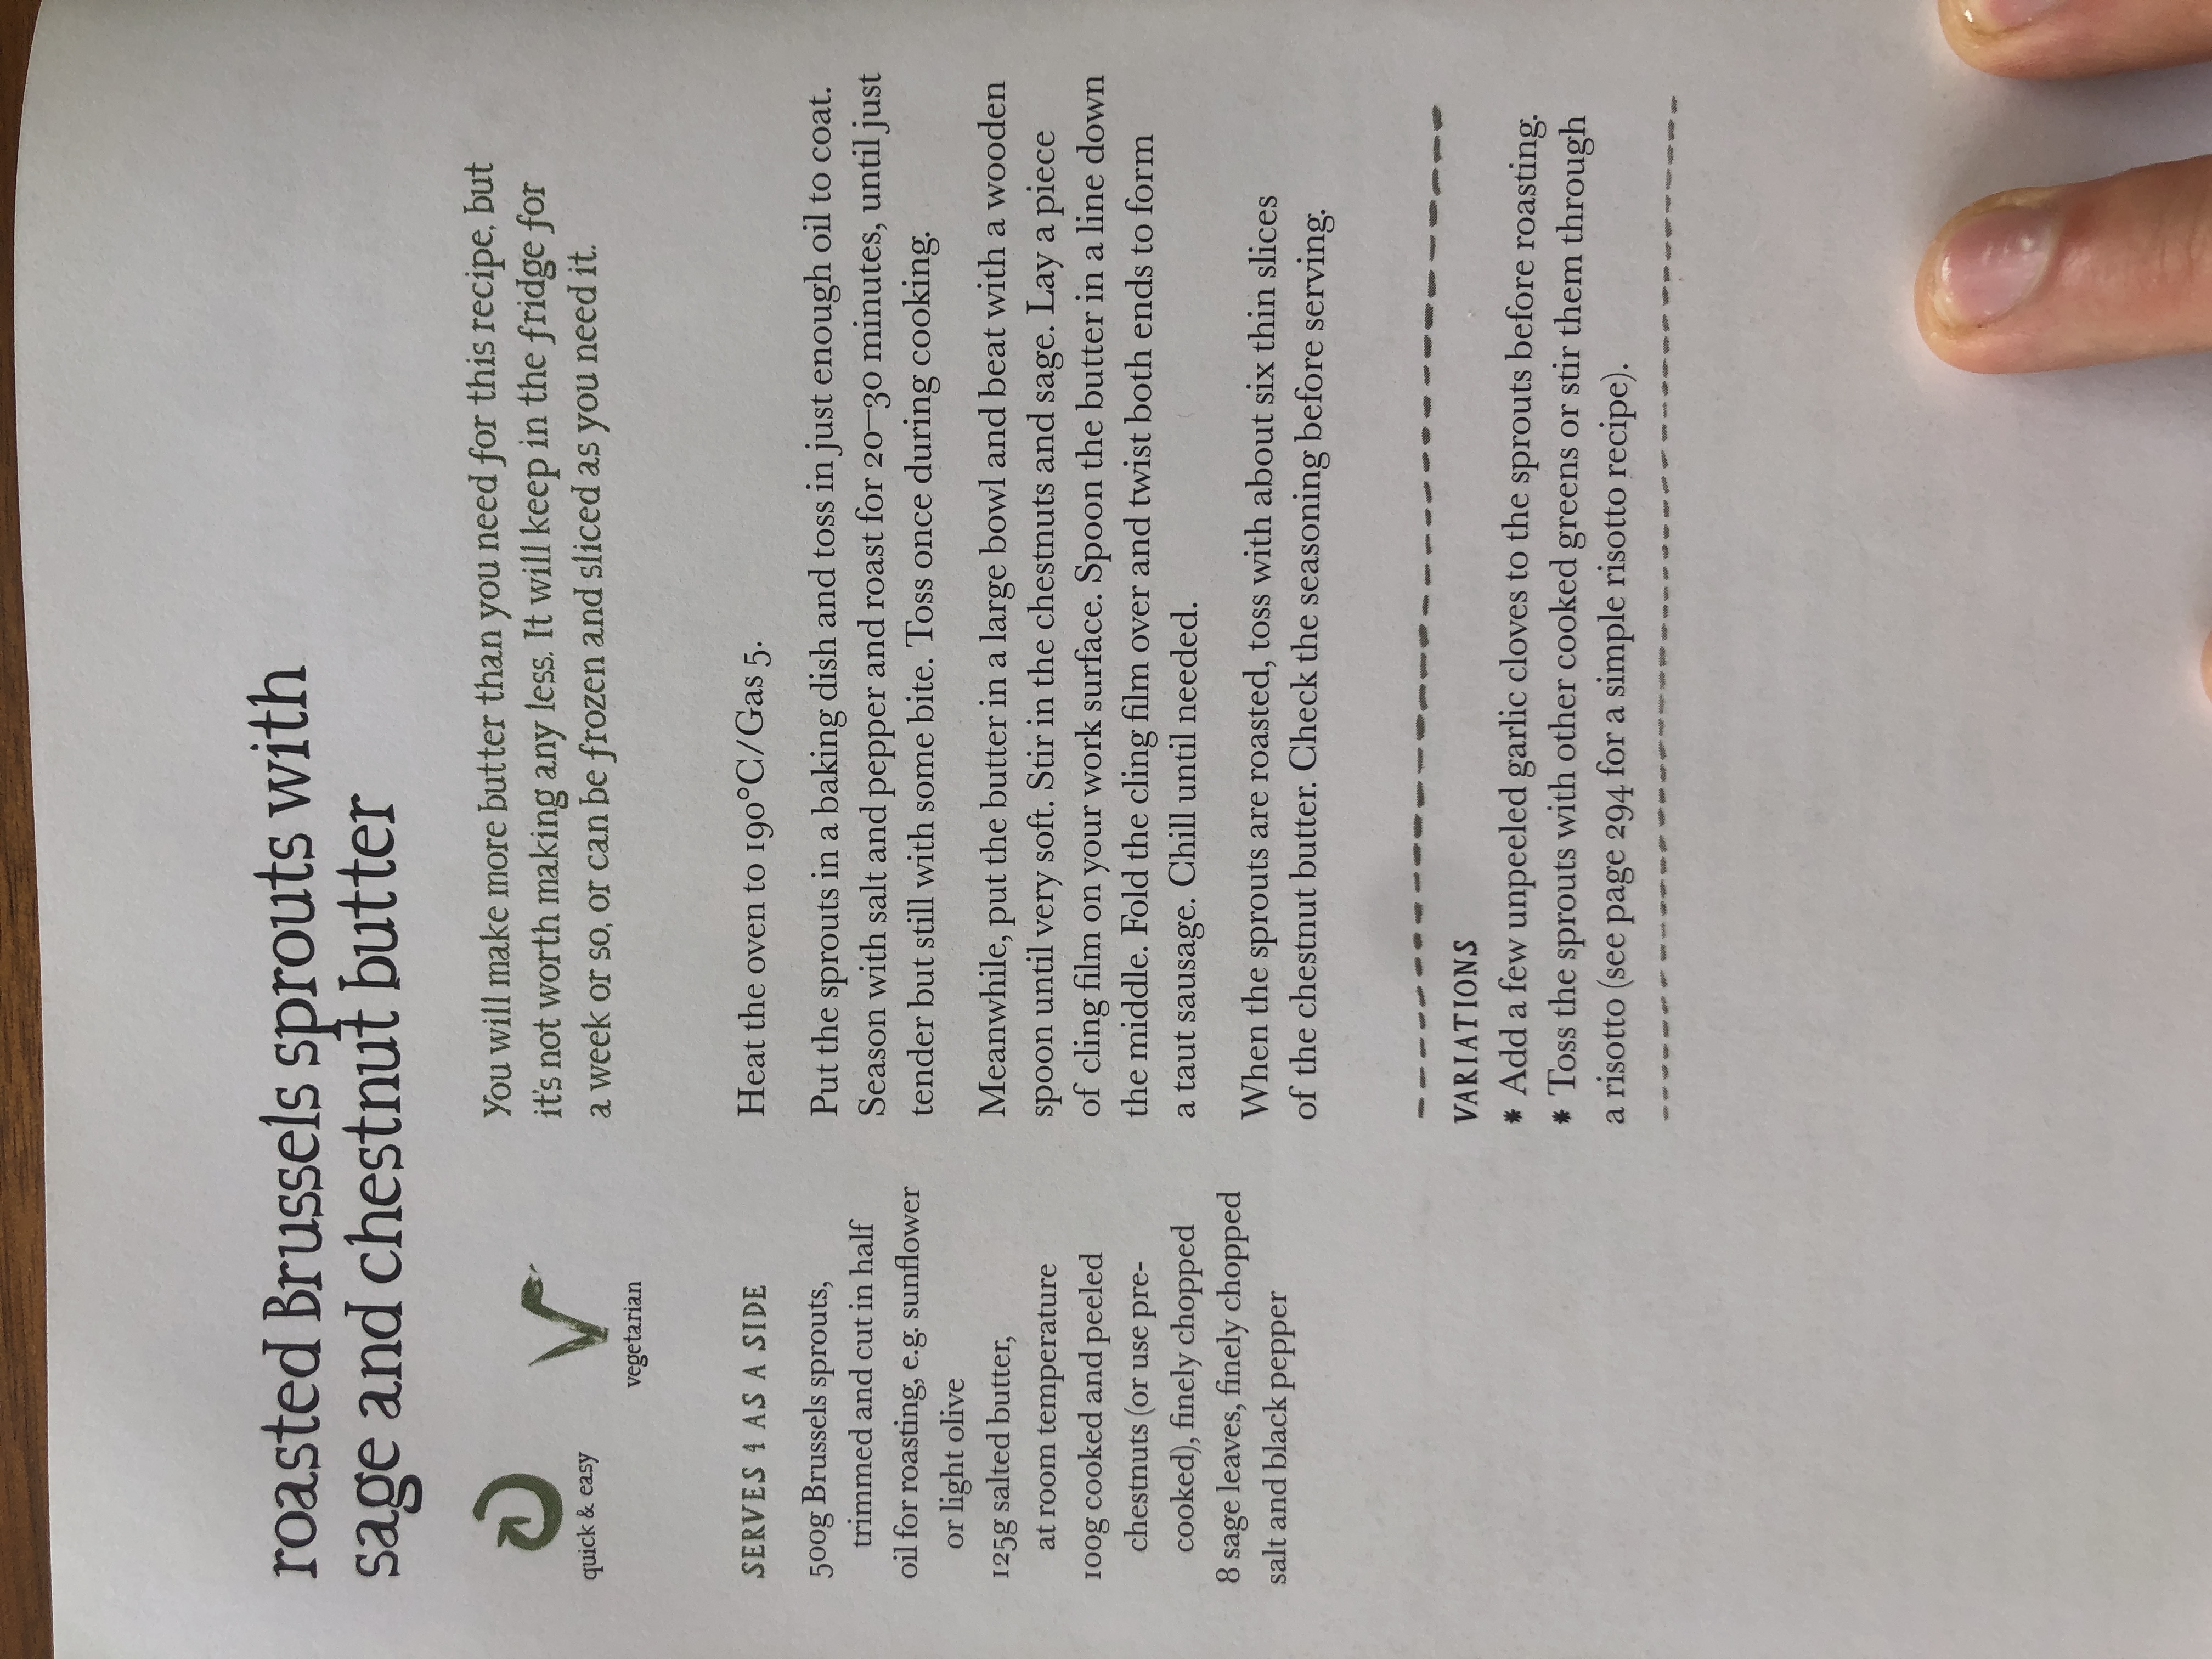 roasted Brussels sprouts with
sage and chestnut butter
quick & easy
vegetarian
You will make more butter than you need for this recipe, but
it's not worth making any less. It will keep in the fridge for
a week or so, or can be frozen and sliced as you need it.
SERVES 4 AS A SIDE
500g Brussels sprouts,
trimmed and cut in half
oil for roasting, e.g. sunflower
or light olive
125g salted butter,
at room temperature
100g cooked and peeled
chestnuts (or use pre-
cooked), finely chopped
8 sage leaves, finely chopped
salt and black pepper
Heat the oven to 190°C/Gas 5.
Put the sprouts in a baking dish and toss in just enough oil to coat.
Season with salt and pepper and roast for 20–30 minutes, until just
tender but still with some bite. Toss once during cooking.
Meanwhile, put the butter in a large bowl and beat with a wooden
spoon until very soft. Stir in the chestnuts and sage. Lay a piece
of cling film on your work surface. Spoon the butter in a line down
the middle. Fold the cling film over and twist both ends to form
a taut sausage. Chill until needed.
When the sprouts are roasted, toss with about six thin slices
of the chestnut butter. Check the seasoning before serving.
VARIATIONS
* Add a few unpeeled garlic cloves to the sprouts before roasting.
* Toss the sprouts with other cooked greens or stir them through
a risotto (see page 294 for a simple risotto recipe).